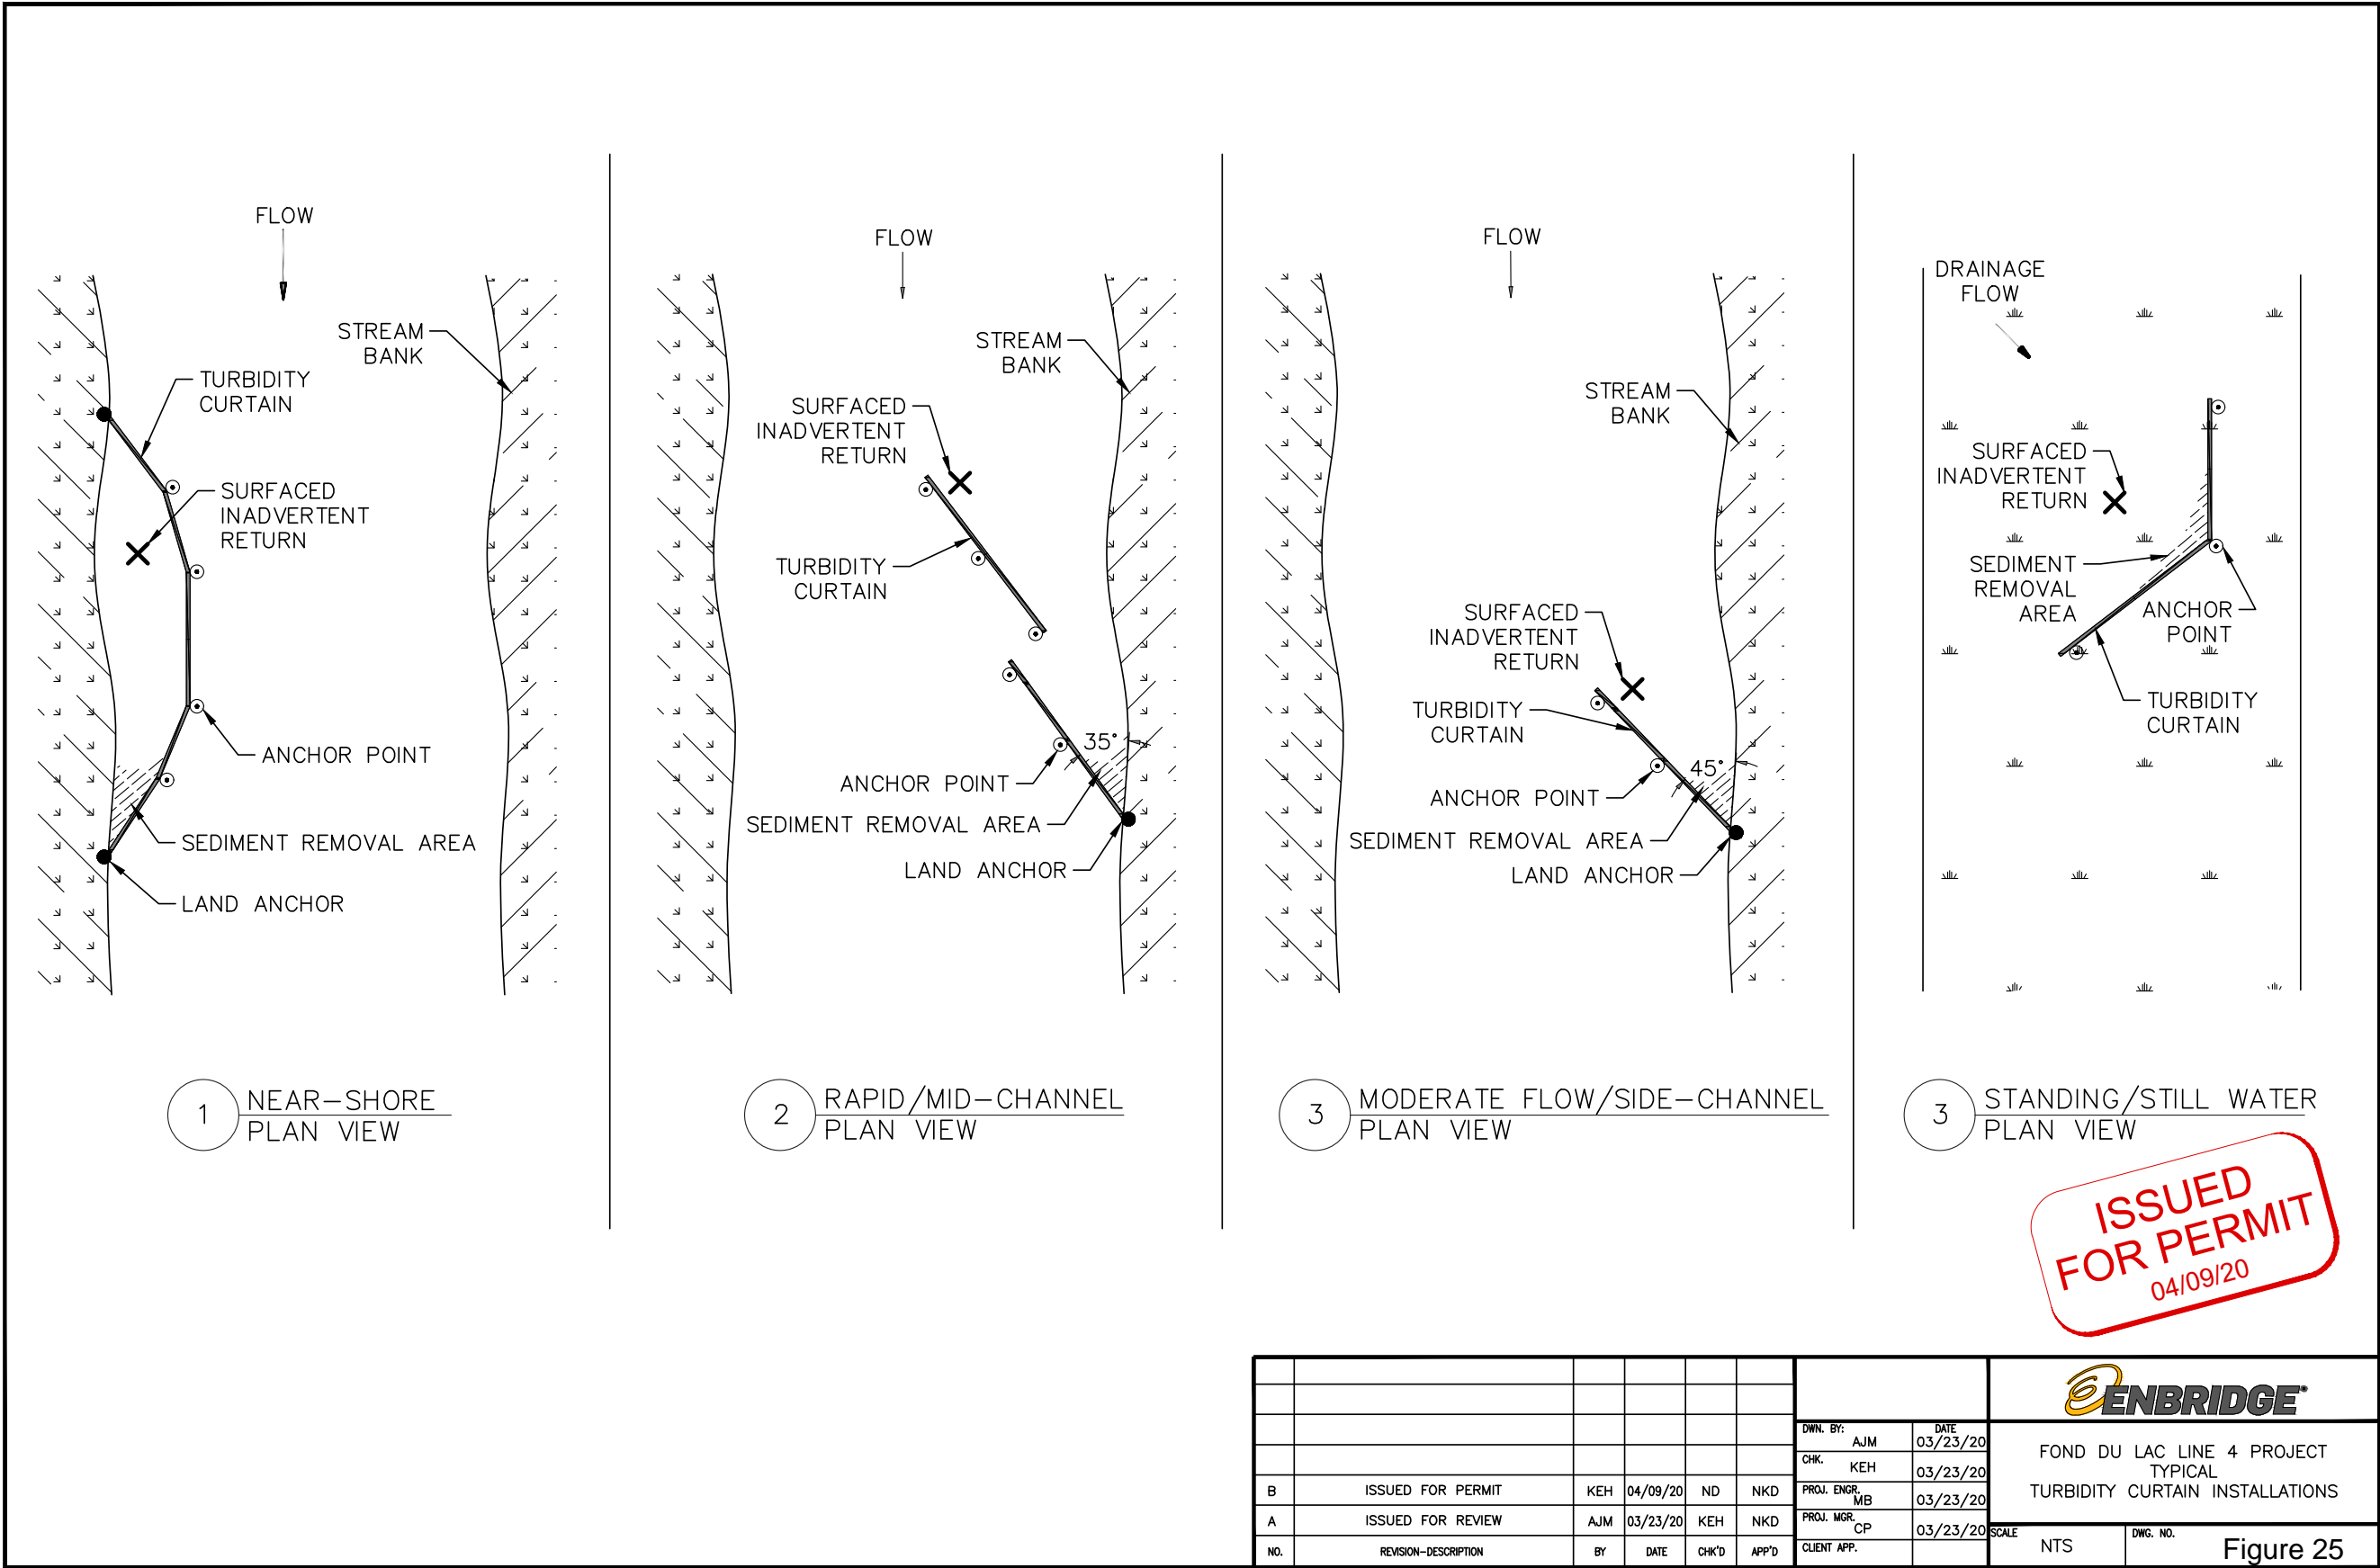 FLOW
STREAM
BANK
TURBIDITY
CURTAIN
SURFACED
INADVERTENT
RETURN
ANCHOR POINT
SEDIMENT REMOVAL AREA
LAND ANCHOR
1
NEAR-SHORE
PLAN VIEW
FLOW
STREAM
BANK
SURFACED
INADVERTENT
RETURN
TURBIDITY
CURTAIN
35°
ANCHOR POINT
SEDIMENT REMOVAL AREA
LAND ANCHOR
2
RAPID/MID-CHANNEL
PLAN VIEW
FLOW
STREAM
BANK
SURFACED
INADVERTENT
RETURN
TURBIDITY
CURTAIN
45°
ANCHOR POINT
SEDIMENT REMOVAL AREA
LAND ANCHOR
3
MODERATE FLOW/SIDE-CHANNEL
PLAN VIEW
DRAINAGE
FLOW
SURFACED
INADVERTENT
RETURN
SEDIMENT
REMOVAL
AREA
ANCHOR
POINT
TURBIDITY
CURTAIN
3
STANDING/STILL WATER
PLAN VIEW
ISSUED
FOR PERMIT
04/09/20
B ISSUED FOR PERMIT KEH 04/09/20 ND NKD
A ISSUED FOR REVIEW AJM 03/23/20 KEH NKD
NO. REVISION-DESCRIPTION BY DATE CHK'D APP'D
DWN. BY: AJM DATE 03/23/20
CHK. KEH 03/23/20
PROJ. ENGR. MB 03/23/20
PROJ. MGR. CP 03/23/20
CLIENT APP.
ENBRIDGE®
FOND DU LAC LINE 4 PROJECT
TYPICAL
TURBIDITY CURTAIN INSTALLATIONS
SCALE NTS
DWG. NO. Figure 25